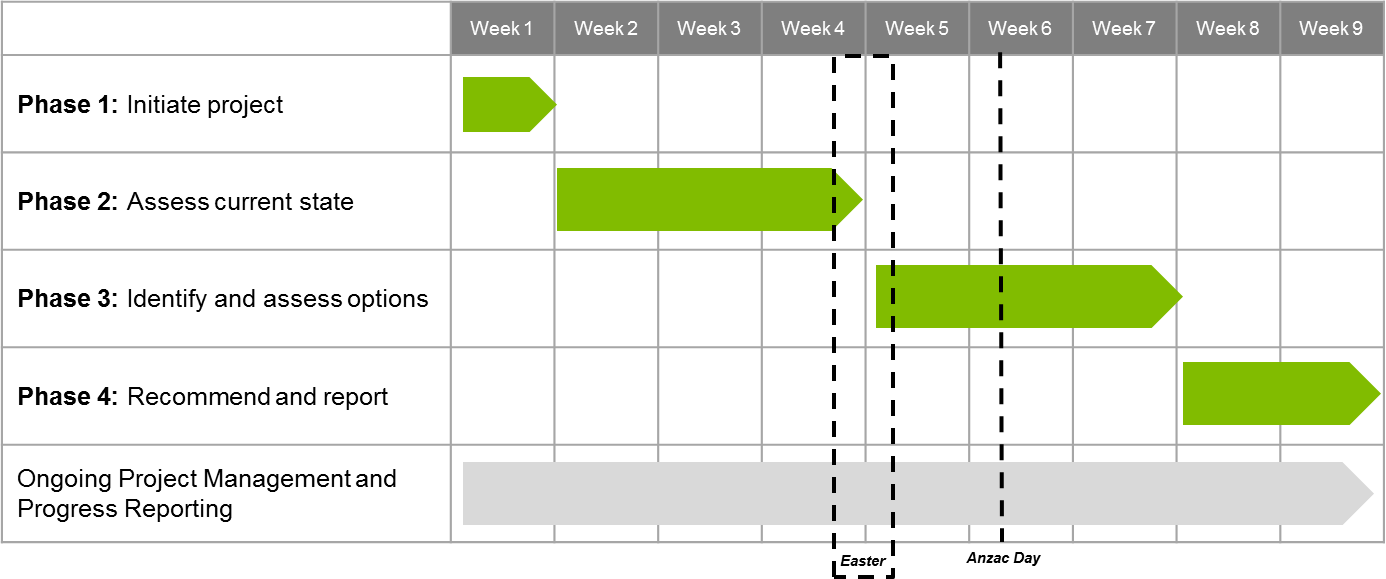 Week 1 Week 2 Week 3 Week 4 Week 5 Week 6 Week 7 Week 8 Week 9
Phase 1: Initiate project
Phase 2: Assess current state
Phase 3: Identify and assess options
Phase 4: Recommend and report
Ongoing Project Management and
Progress Reporting
Easter Anzac Day